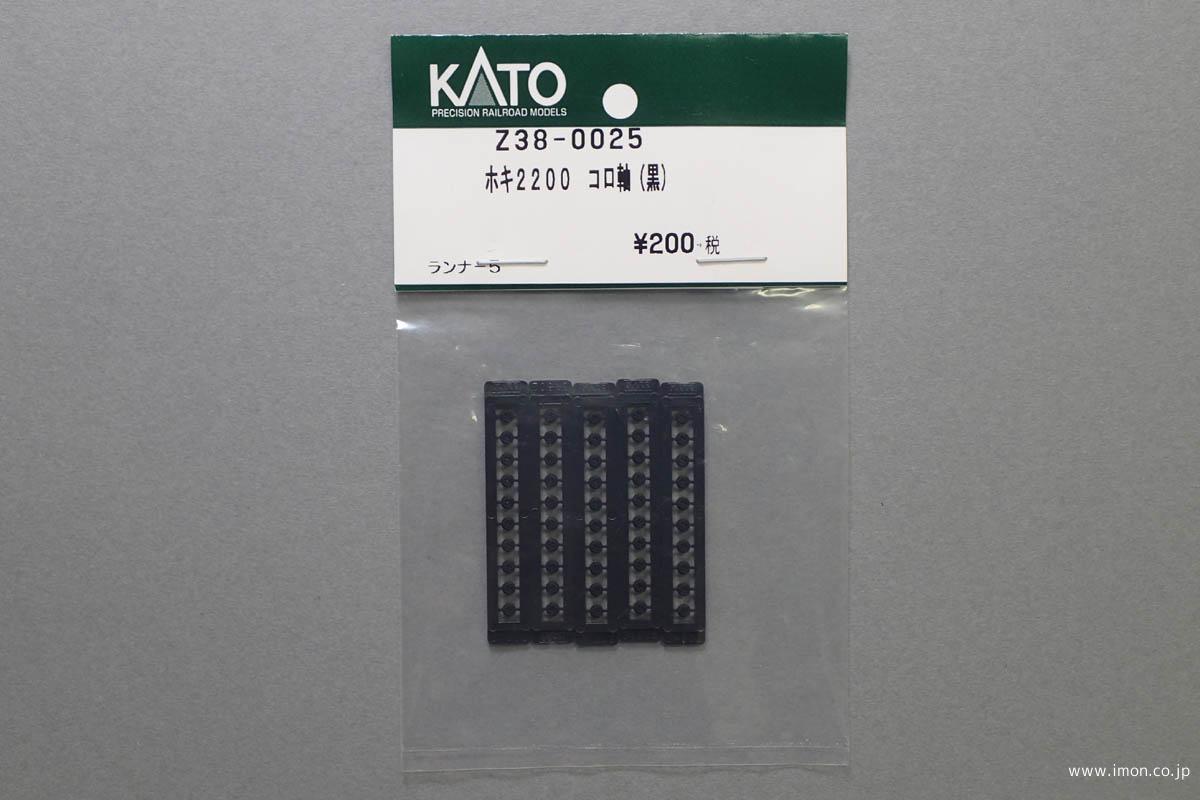 KATO
PRECISION RAILROAD MODELS
Z38-0025
ホキ2200 コロ軸(黒)
¥200+税
ランナー5
www.imon.co.jp